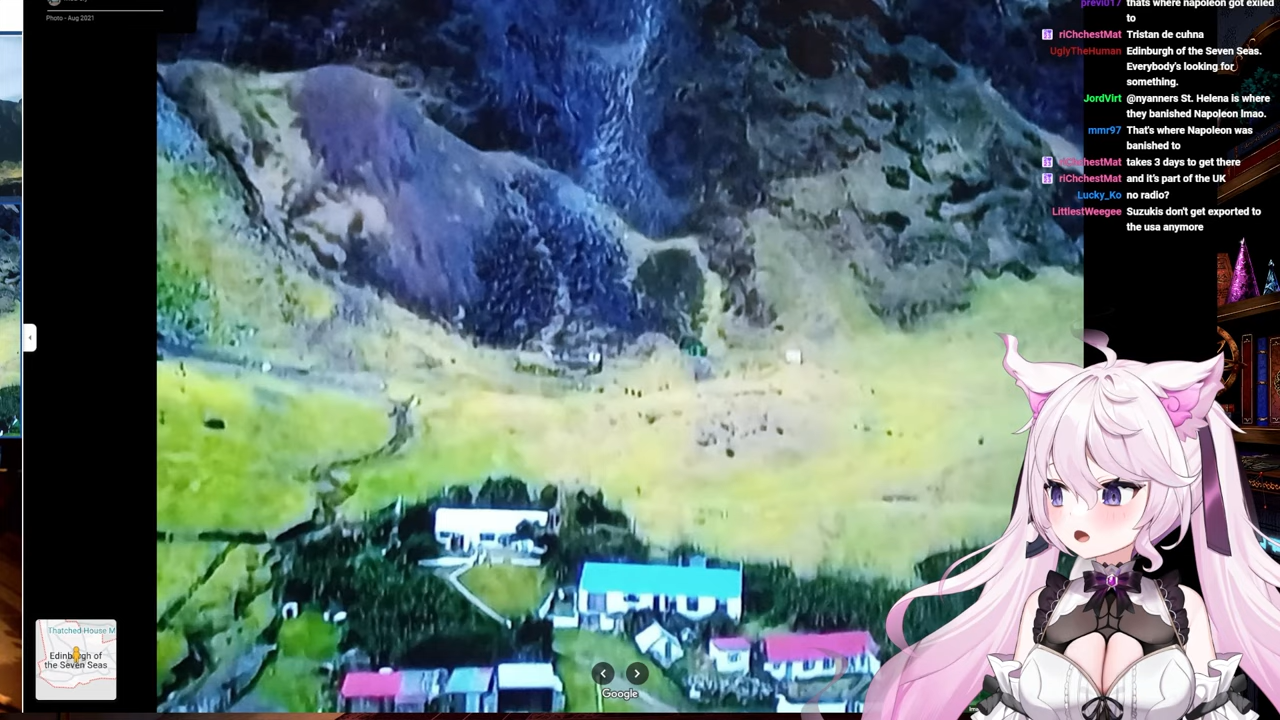 Photo - Aug 2021
previ017 thats where napoleon got exiled
to
riChchestMat Tristan de cuhna
UglyTheHuman Edinburgh of the Seven Seas.
Everybody's looking for
something.
JordVirt @nyanners St. Helena is where
they banished Napoleon lmao.
mmr97 That's where Napoleon was
banished to
riChchestMat takes 3 days to get there
riChchestMat and it's part of the UK
Lucky_Ko no radio?
LittlestWeegee Suzukis don't get exported to
the usa anymore
Thatched House M
Edinburgh of
the Seven Seas
Google